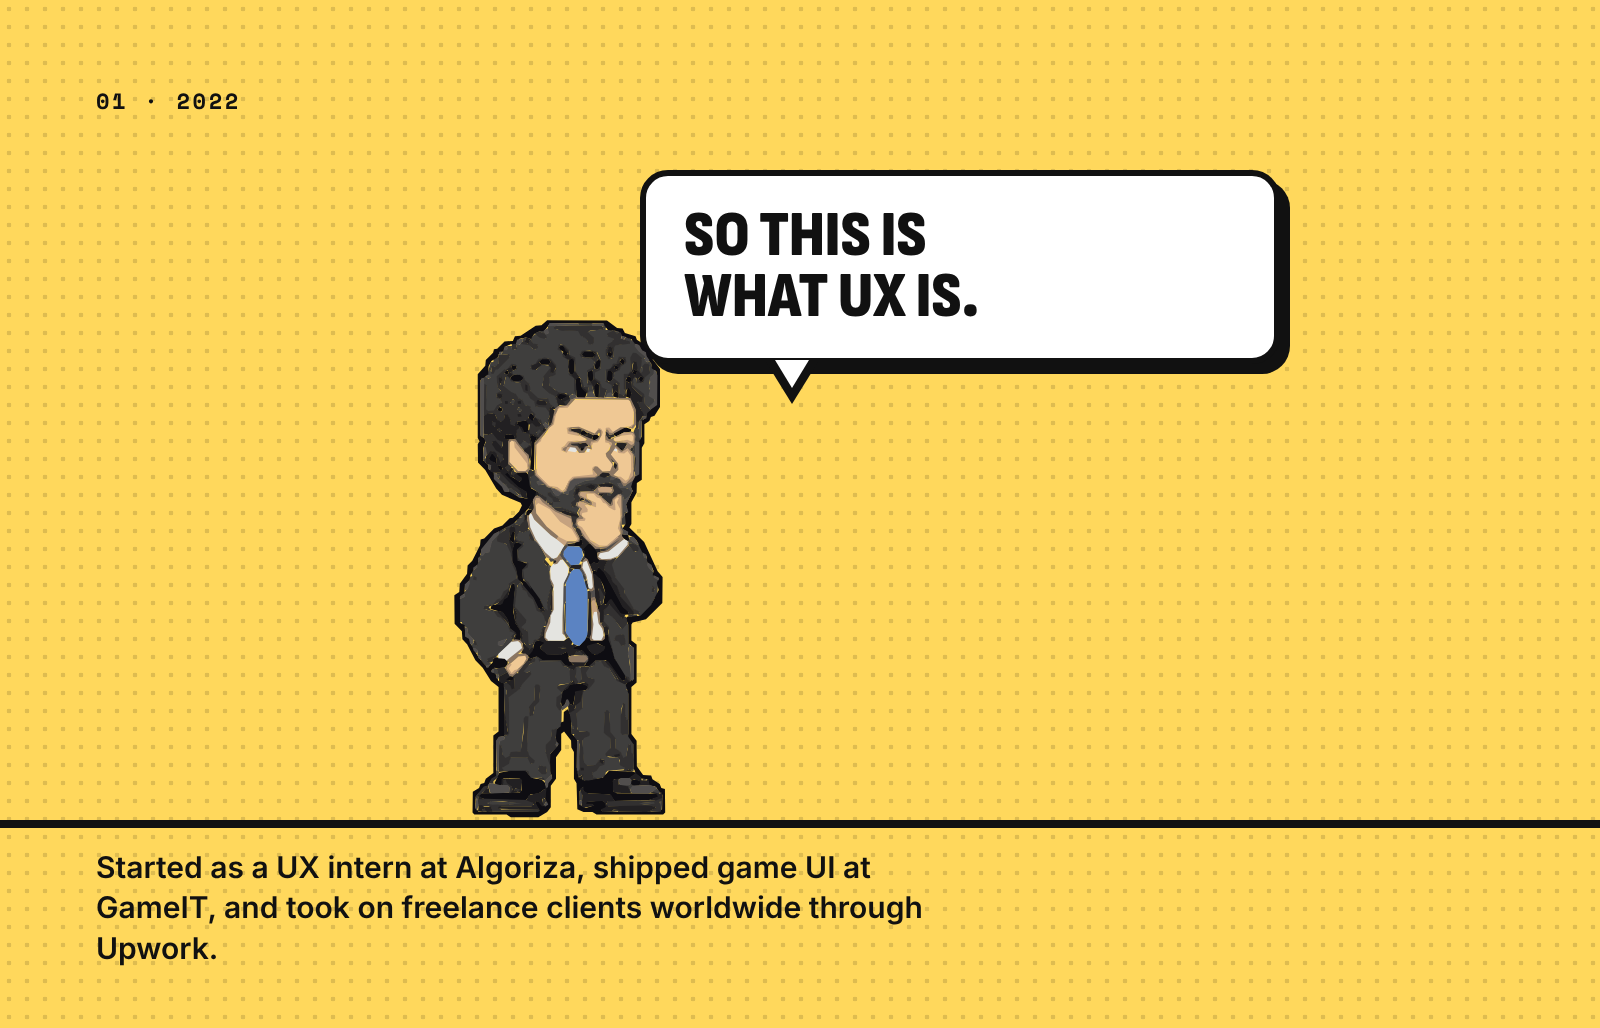 01 · 2022
SO THIS IS
WHAT UX IS.
Started as a UX intern at Algoriza, shipped game UI at
GameIT, and took on freelance clients worldwide through
Upwork.